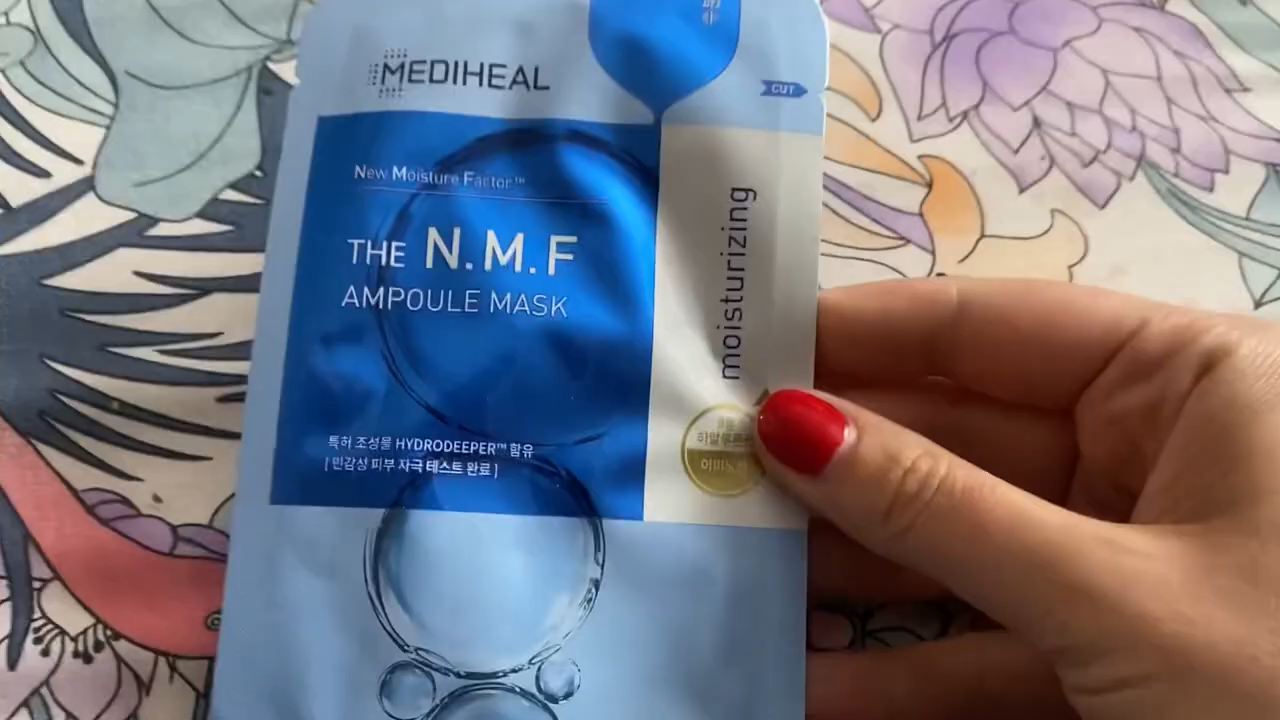 MEDIHEAL
CUT
New Moisture Factor™
THE N.M.F
AMPOULE MASK
moisturizing
특허 조성물 HYDRODEEPER™ 함유
[ 민감성 피부 자극 테스트 완료 ]